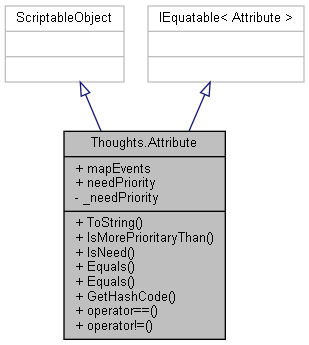 ScriptableObject
IEquatable< Attribute >
Thoughts.Attribute
+ mapEvents
+ needPriority
- _needPriority
+ ToString()
+ IsMorePrioritaryThan()
+ IsNeed()
+ Equals()
+ Equals()
+ GetHashCode()
+ operator==()
+ operator!=()